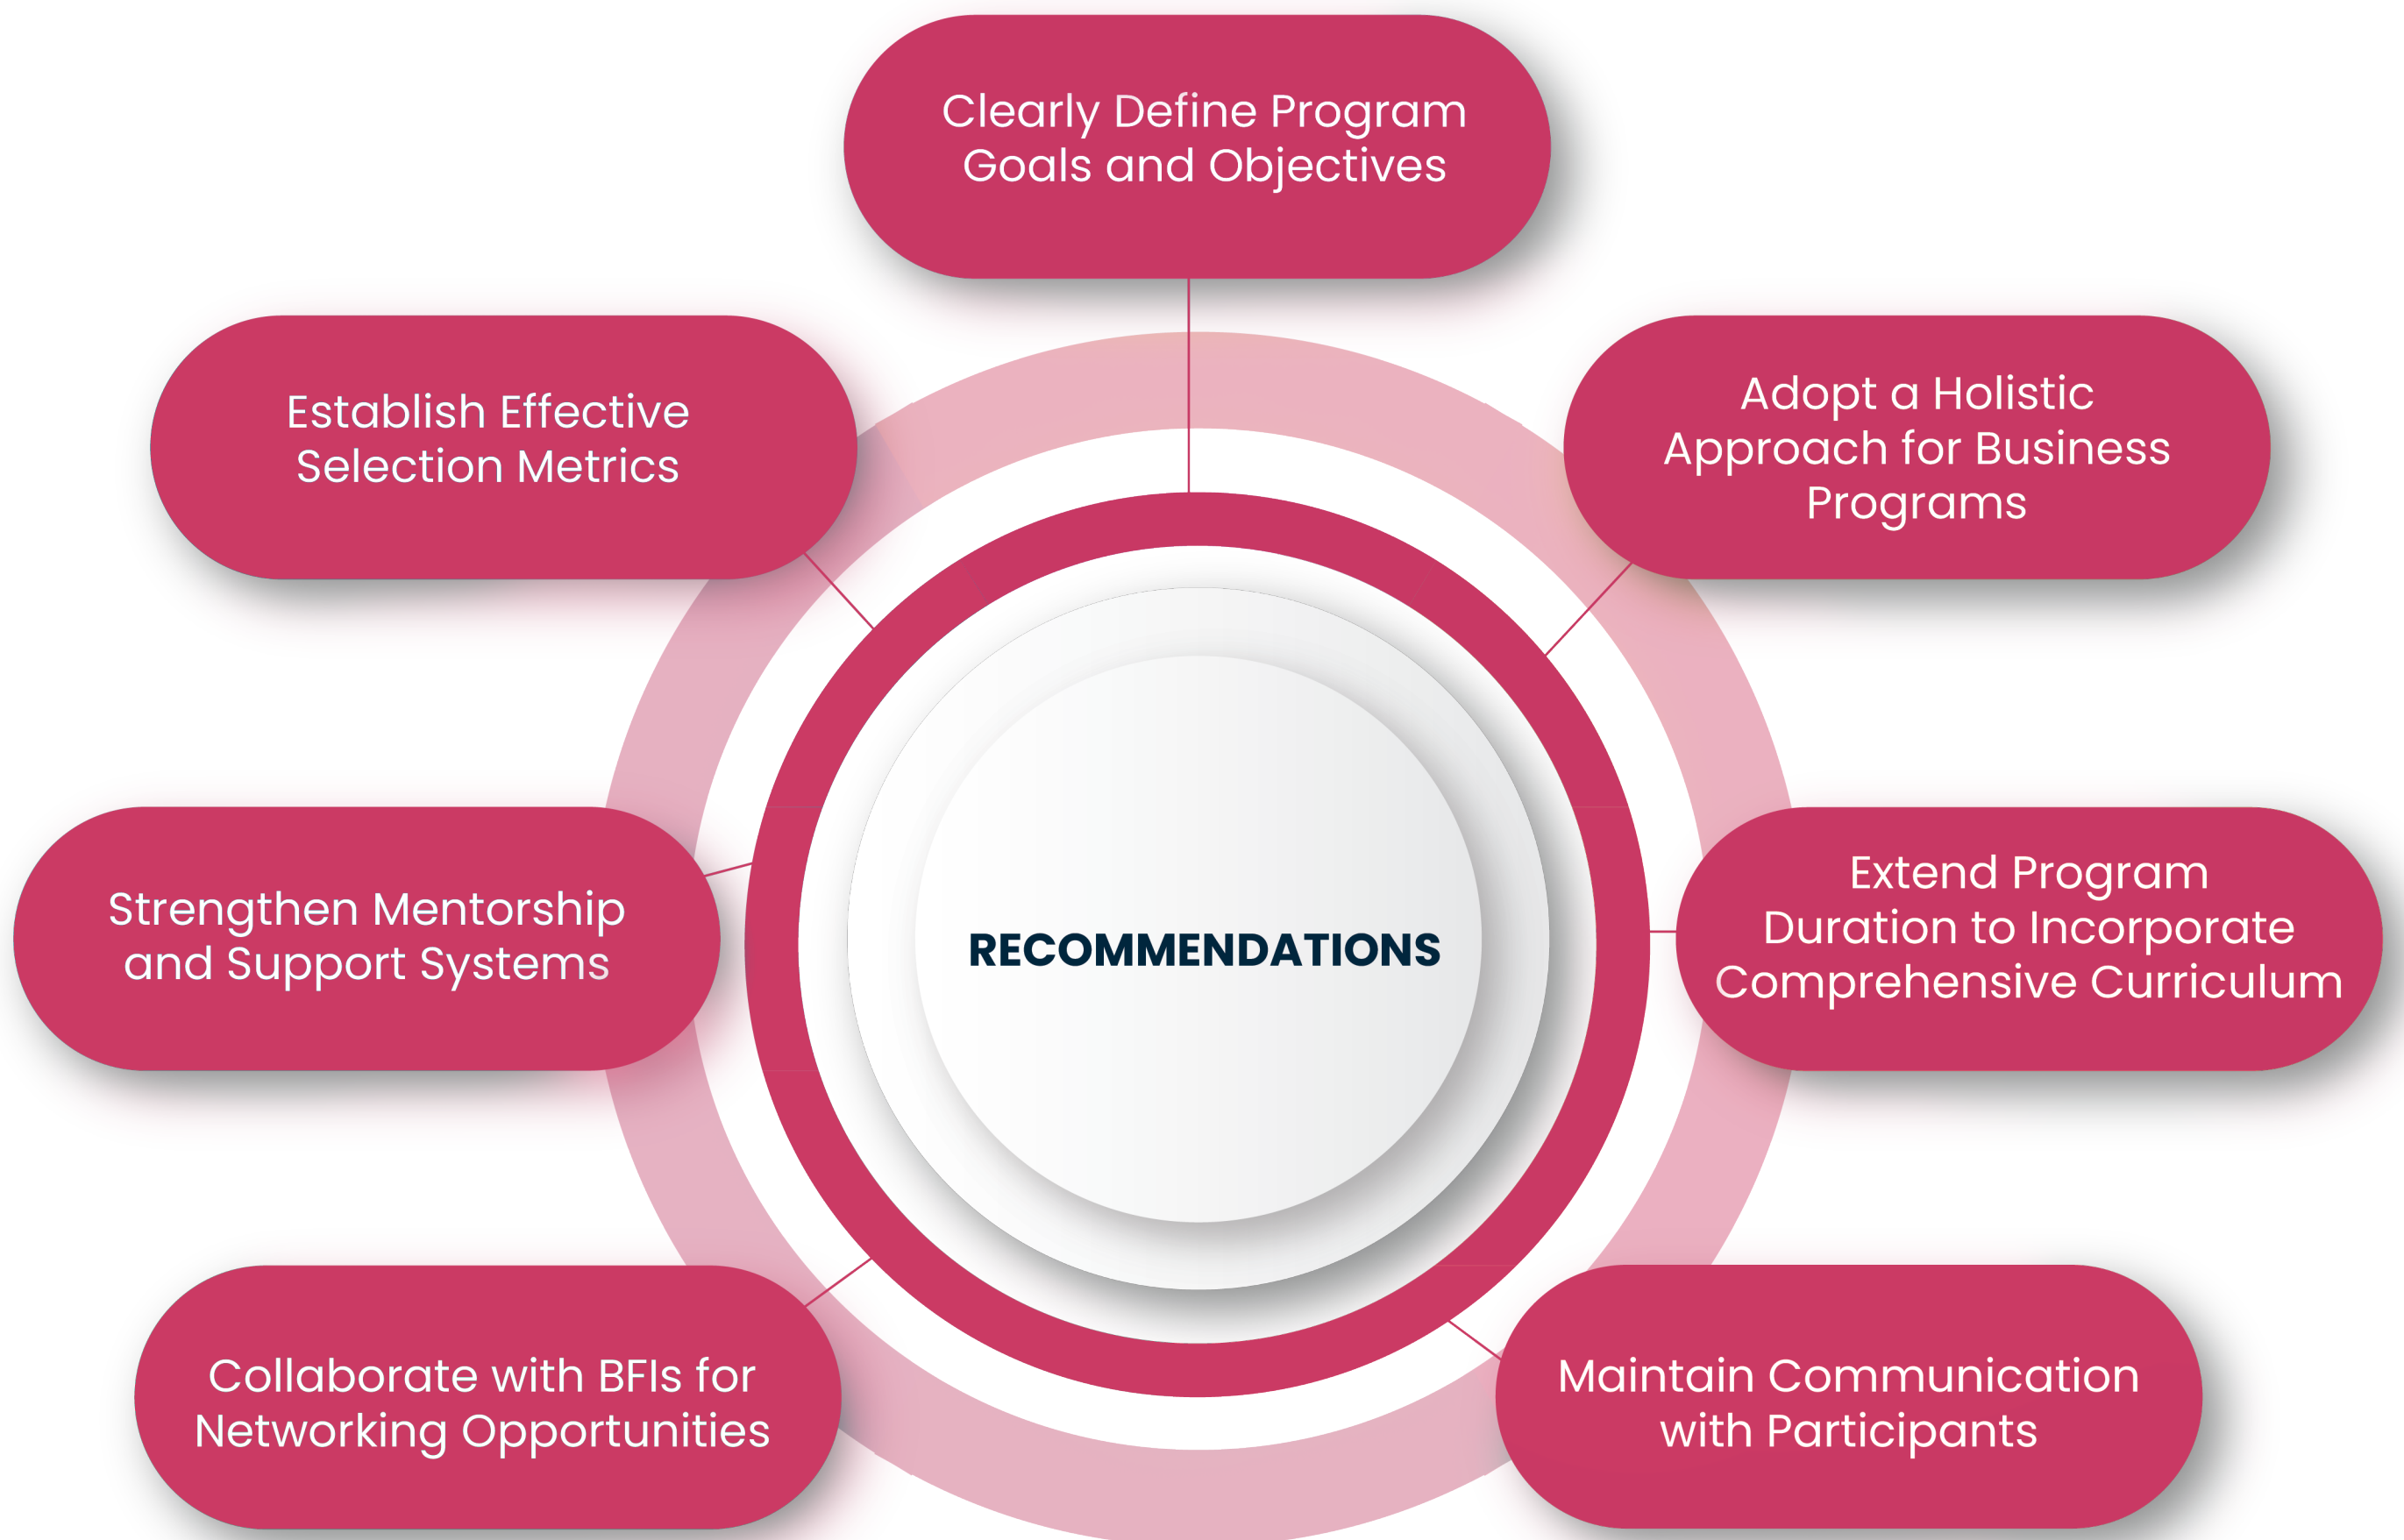 Clearly Define Program
Goals and Objectives
Establish Effective
Selection Metrics
Adopt a Holistic
Approach for Business
Programs
Strengthen Mentorship
and Support Systems
RECOMMENDATIONS
Extend Program
Duration to Incorporate
Comprehensive Curriculum
Collaborate with BFIs for
Networking Opportunities
Maintain Communication
with Participants